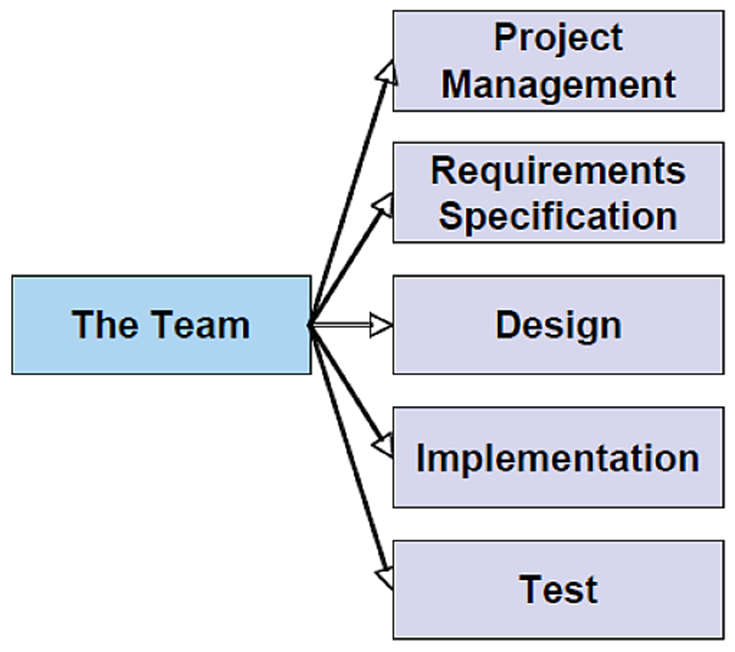 Project
Management
Requirements
Specification
The Team
Design
Implementation
Test